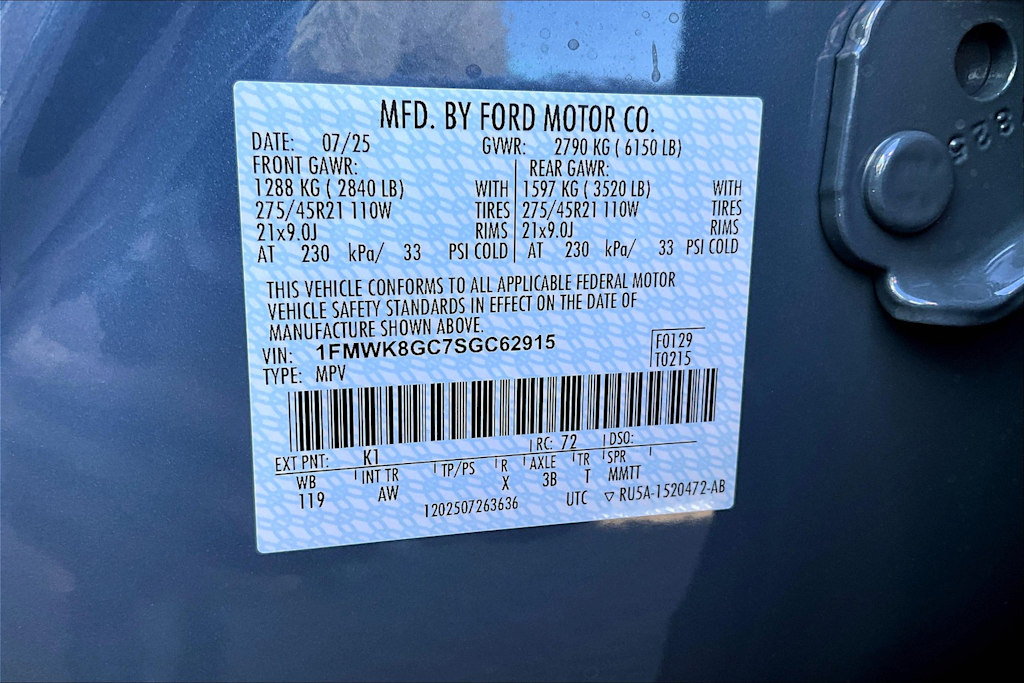 MFD. BY FORD MOTOR CO.
DATE: 07/25 GVWR: 2790 KG ( 6150 LB)
FRONT GAWR: REAR GAWR:
1288 KG ( 2840 LB) WITH 1597 KG ( 3520 LB) WITH
275/45R21 110W TIRES 275/45R21 110W TIRES
21x9.0J RIMS 21x9.0J RIMS
AT 230 kPa/ 33 PSI COLD AT 230 kPa/ 33 PSI COLD
THIS VEHICLE CONFORMS TO ALL APPLICABLE FEDERAL MOTOR
VEHICLE SAFETY STANDARDS IN EFFECT ON THE DATE OF
MANUFACTURE SHOWN ABOVE.
VIN: 1FMWK8GC7SGC62915 F0129
TYPE: MPV T0215
EXT PNT: K1 RC: 72 DSO:
WB INT TR TP/PS R AXLE TR SPR
119 AW X 3B T MMTT
1202507263636 UTC ▽ RU5A-1520472-AB
825